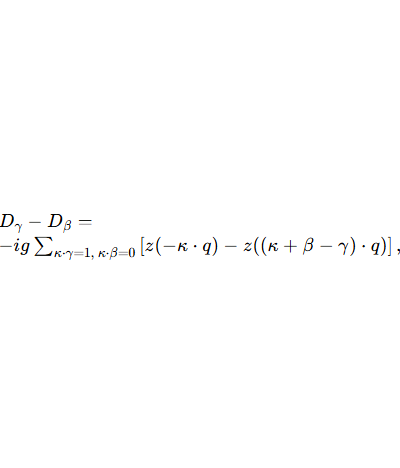 D_γ − D_β =
−ig ∑_{κ·γ=1, κ·β=0} [z(−κ · q) − z((κ + β − γ) · q)] ,